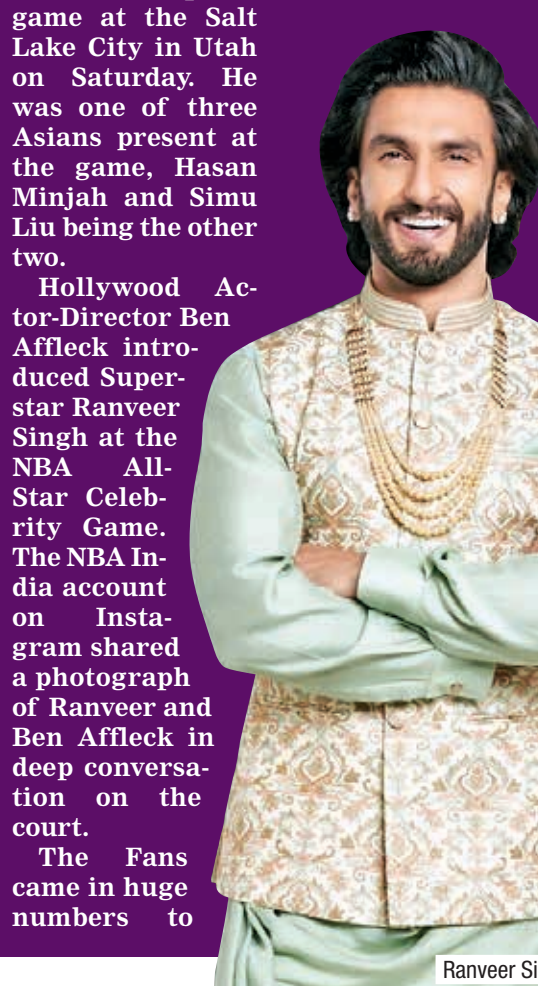 game at the Salt
Lake City in Utah
on Saturday. He
was one of three
Asians present at
the game, Hasan
Minjah and Simu
Liu being the other
two.
Hollywood Ac-
tor-Director Ben
Affleck intro-
duced Super-
star Ranveer
Singh at the
NBA All-
Star Celeb-
rity Game.
The NBA In-
dia account
on Insta-
gram shared
a photograph
of Ranveer and
Ben Affleck in
deep conversa-
tion on the
court.
The Fans
came in huge
numbers to
Ranveer Si